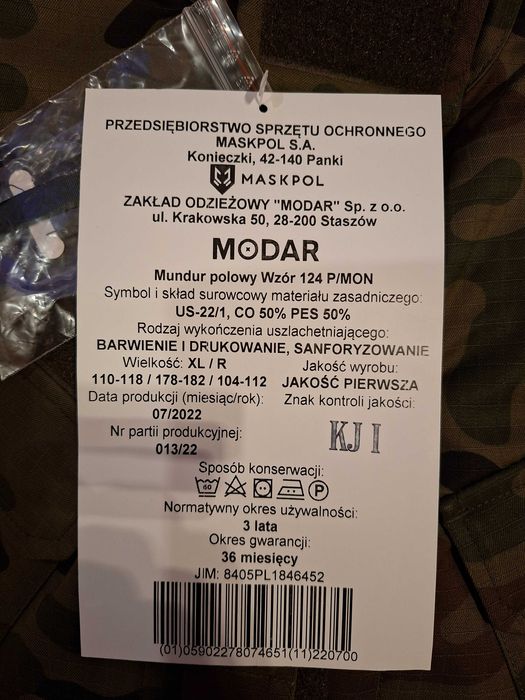 PRZEDSIĘBIORSTWO SPRZĘTU OCHRONNEGO
MASKPOL S.A.
Konieczki, 42-140 Panki
MASKPOL
ZAKŁAD ODZIEŻOWY "MODAR" Sp. z o.o.
ul. Krakowska 50, 28-200 Staszów
MODAR
Mundur polowy Wzór 124 P/MON
Symbol i skład surowcowy materiału zasadniczego:
US-22/1, CO 50% PES 50%
Rodzaj wykończenia uszlachetniającego:
BARWIENIE I DRUKOWANIE, SANFORYZOWANIE
Wielkość: XL / R Jakość wyrobu:
110-118 / 178-182 / 104-112 JAKOŚĆ PIERWSZA
Data produkcji (miesiąc/rok): Znak kontroli jakości:
07/2022
KJ I
Nr partii produkcyjnej:
013/22
Sposób konserwacji:
60 P
Normatywny okres używalności:
3 lata
Okres gwarancji:
36 miesięcy
JIM: 8405PL1846452
(01)05902278074651(11)220700